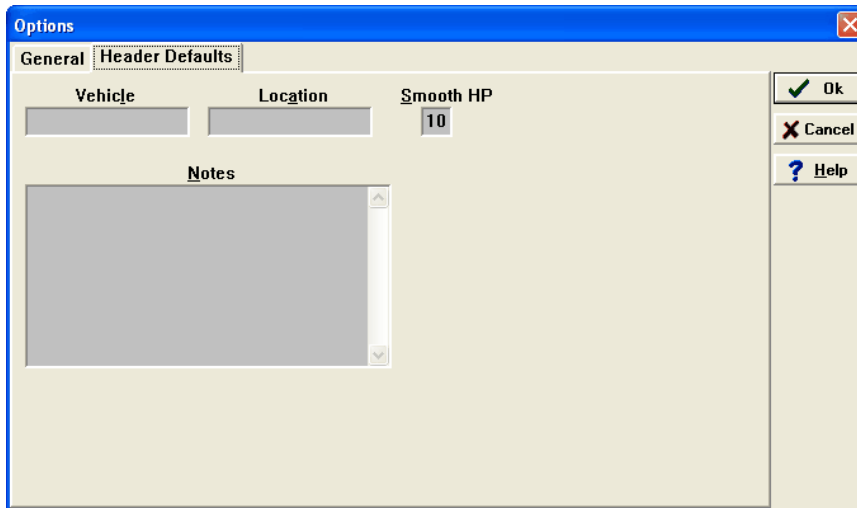 Options
General Header Defaults
Vehicle Location Smooth HP
10
Notes
Ok
Cancel
Help